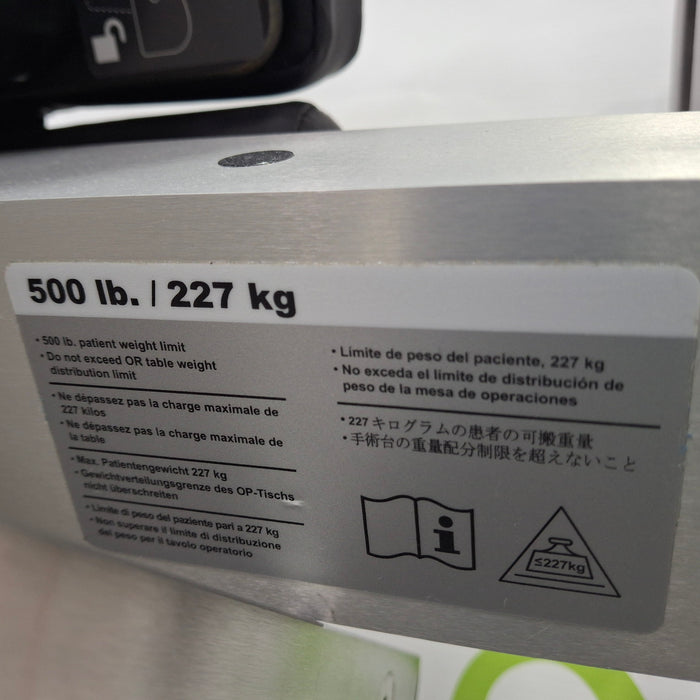 500 lb. / 227 kg
• 500 lb. patient weight limit
• Do not exceed OR table weight
distribution limit
• Ne dépassez pas la charge maximale de
227 kilos
• Ne dépassez pas la charge maximale de
la table
• Max. Patientengewicht 227 kg
• Gewichtverteilungsgrenze des OP-Tischs
nicht überschreiten
• Limite di peso del paziente pari a 227 kg
• Non superare il limite di distribuzione
del peso per il tavolo operatorio
• Límite de peso del paciente, 227 kg
• No exceda el límite de distribución de
peso de la mesa de operaciones
• 227 キログラムの患者の可搬重量
• 手術台の重量配分制限を超えないこと
i
≤227kg